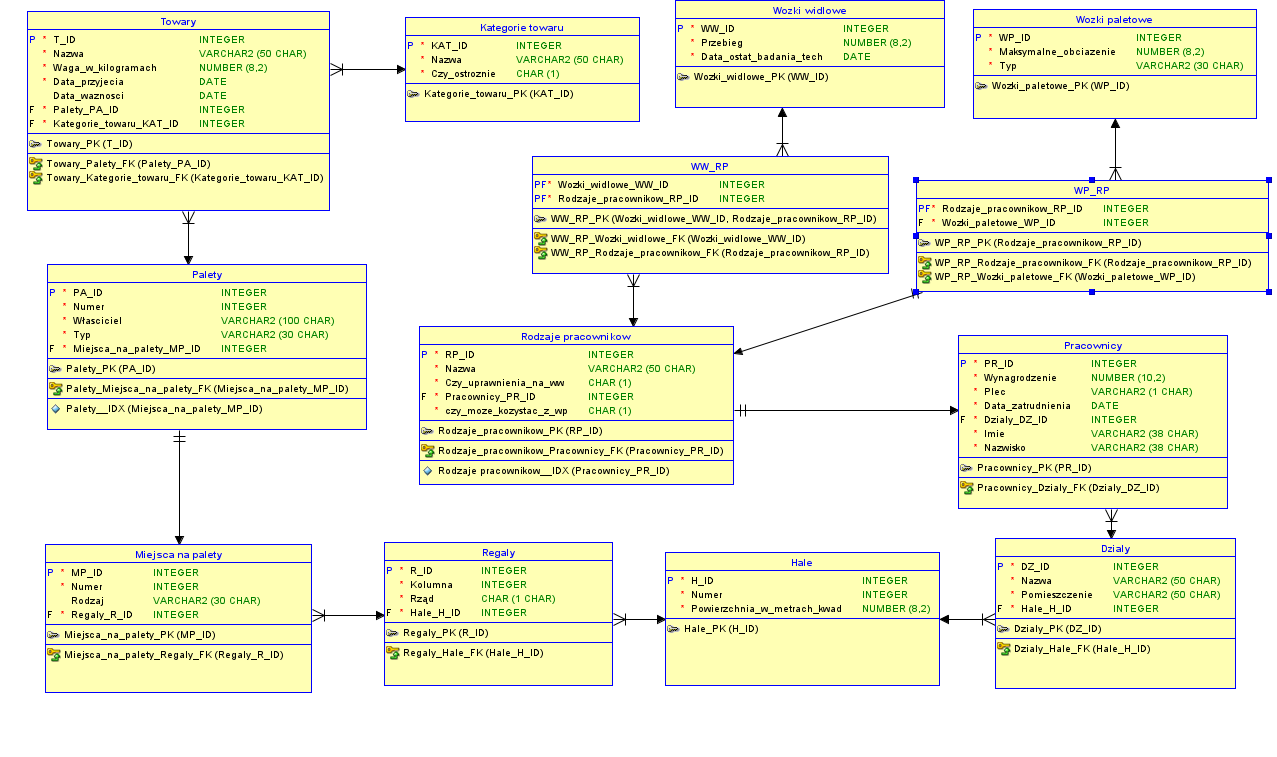 Towary
P * T_ID INTEGER
* Nazwa VARCHAR2 (50 CHAR)
* Waga_w_kilogramach NUMBER (8,2)
* Data_przyjecia DATE
Data_waznosci DATE
F * Palety_PA_ID INTEGER
F * Kategorie_towaru_KAT_ID INTEGER
Towary_PK (T_ID)
Towary_Palety_FK (Palety_PA_ID)
Towary_Kategorie_towaru_FK (Kategorie_towaru_KAT_ID)
Kategorie towaru
P * KAT_ID INTEGER
* Nazwa VARCHAR2 (50 CHAR)
* Czy_ostroznie CHAR (1)
Kategorie_towaru_PK (KAT_ID)
Wozki widlowe
P * WW_ID INTEGER
* Przebieg NUMBER (8,2)
* Data_ostat_badania_tech DATE
Wozki_widlowe_PK (WW_ID)
Wozki paletowe
P * WP_ID INTEGER
* Maksymalne_obciazenie NUMBER (8,2)
* Typ VARCHAR2 (30 CHAR)
Wozki_paletowe_PK (WP_ID)
WW_RP
PF* Wozki_widlowe_WW_ID INTEGER
PF* Rodzaje_pracownikow_RP_ID INTEGER
WW_RP_PK (Wozki_widlowe_WW_ID, Rodzaje_pracownikow_RP_ID)
WW_RP_Wozki_widlowe_FK (Wozki_widlowe_WW_ID)
WW_RP_Rodzaje_pracownikow_FK (Rodzaje_pracownikow_RP_ID)
WP_RP
PF* Rodzaje_pracownikow_RP_ID INTEGER
F * Wozki_paletowe_WP_ID INTEGER
WP_RP_PK (Rodzaje_pracownikow_RP_ID)
WP_RP_Rodzaje_pracownikow_FK (Rodzaje_pracownikow_RP_ID)
WP_RP_Wozki_paletowe_FK (Wozki_paletowe_WP_ID)
Palety
P * PA_ID INTEGER
* Numer INTEGER
* Właściciel VARCHAR2 (100 CHAR)
* Typ VARCHAR2 (30 CHAR)
F * Miejsca_na_palety_MP_ID INTEGER
Palety_PK (PA_ID)
Palety_Miejsca_na_palety_FK (Miejsca_na_palety_MP_ID)
Palety__IDX (Miejsca_na_palety_MP_ID)
Rodzaje pracownikow
P * RP_ID INTEGER
* Nazwa VARCHAR2 (50 CHAR)
* Czy_uprawnienia_na_ww CHAR (1)
F * Pracownicy_PR_ID INTEGER
* czy_moze_kozystac_z_wp CHAR (1)
Rodzaje_pracownikow_PK (RP_ID)
Rodzaje_pracownikow_Pracownicy_FK (Pracownicy_PR_ID)
Rodzaje pracownikow__IDX (Pracownicy_PR_ID)
Pracownicy
P * PR_ID INTEGER
* Wynagrodzenie NUMBER (10,2)
* Plec VARCHAR2 (1 CHAR)
* Data_zatrudnienia DATE
F * Dzialy_DZ_ID INTEGER
* Imie VARCHAR2 (38 CHAR)
* Nazwisko VARCHAR2 (38 CHAR)
Pracownicy_PK (PR_ID)
Pracownicy_Dzialy_FK (Dzialy_DZ_ID)
Miejsca na palety
P * MP_ID INTEGER
* Numer INTEGER
Rodzaj VARCHAR2 (30 CHAR)
F * Regaly_R_ID INTEGER
Miejsca_na_palety_PK (MP_ID)
Miejsca_na_palety_Regaly_FK (Regaly_R_ID)
Regaly
P * R_ID INTEGER
* Kolumna INTEGER
* Rząd CHAR (1 CHAR)
F * Hale_H_ID INTEGER
Regaly_PK (R_ID)
Regaly_Hale_FK (Hale_H_ID)
Hale
P * H_ID INTEGER
* Numer INTEGER
* Powierzchnia_w_metrach_kwad NUMBER (8,2)
Hale_PK (H_ID)
Dzialy
P * DZ_ID INTEGER
* Nazwa VARCHAR2 (50 CHAR)
* Pomieszczenie VARCHAR2 (50 CHAR)
F * Hale_H_ID INTEGER
Dzialy_PK (DZ_ID)
Dzialy_Hale_FK (Hale_H_ID)